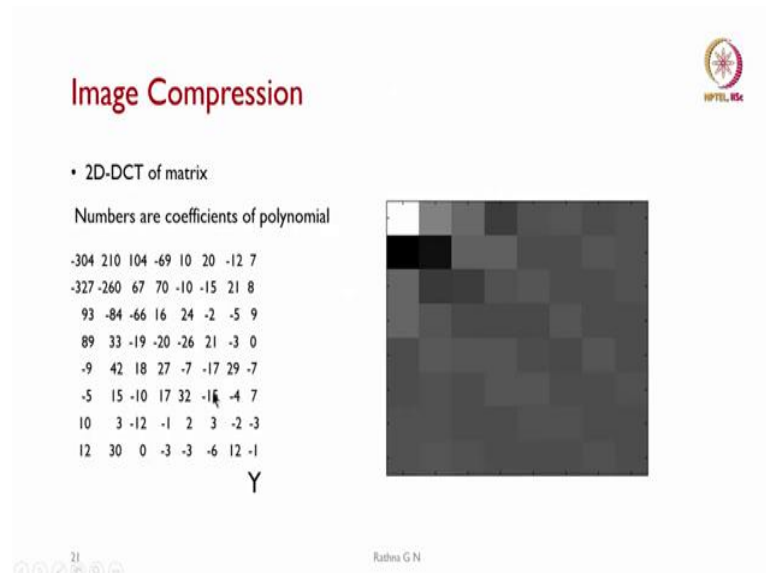 Image Compression
NPTEL, IISc
• 2D-DCT of matrix
Numbers are coefficients of polynomial
-304 210 104 -69 10 20 -12 7
-327 -260 67 70 -10 -15 21 8
93 -84 -66 16 24 -2 -5 9
89 33 -19 -20 -26 21 -3 0
-9 42 18 27 -7 -17 29 -7
-5 15 -10 17 32 -15 -4 7
10 3 -12 -1 2 3 -2 -3
12 30 0 -3 -3 -6 12 -1
Y
21
Rathna G N